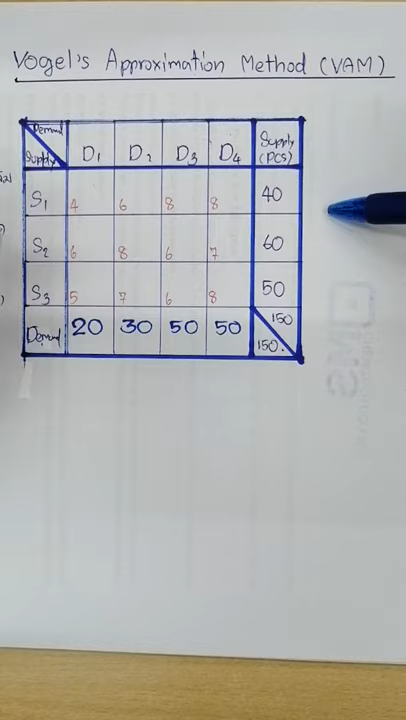 Vogel's Approximation Method (VAM)
Demand Supply D1 D2 D3 D4 Supply (PCS)
S1 4 6 8 8 40
S2 6 8 6 7 60
S3 5 7 6 8 50
Demand 20 30 50 50 150 150.